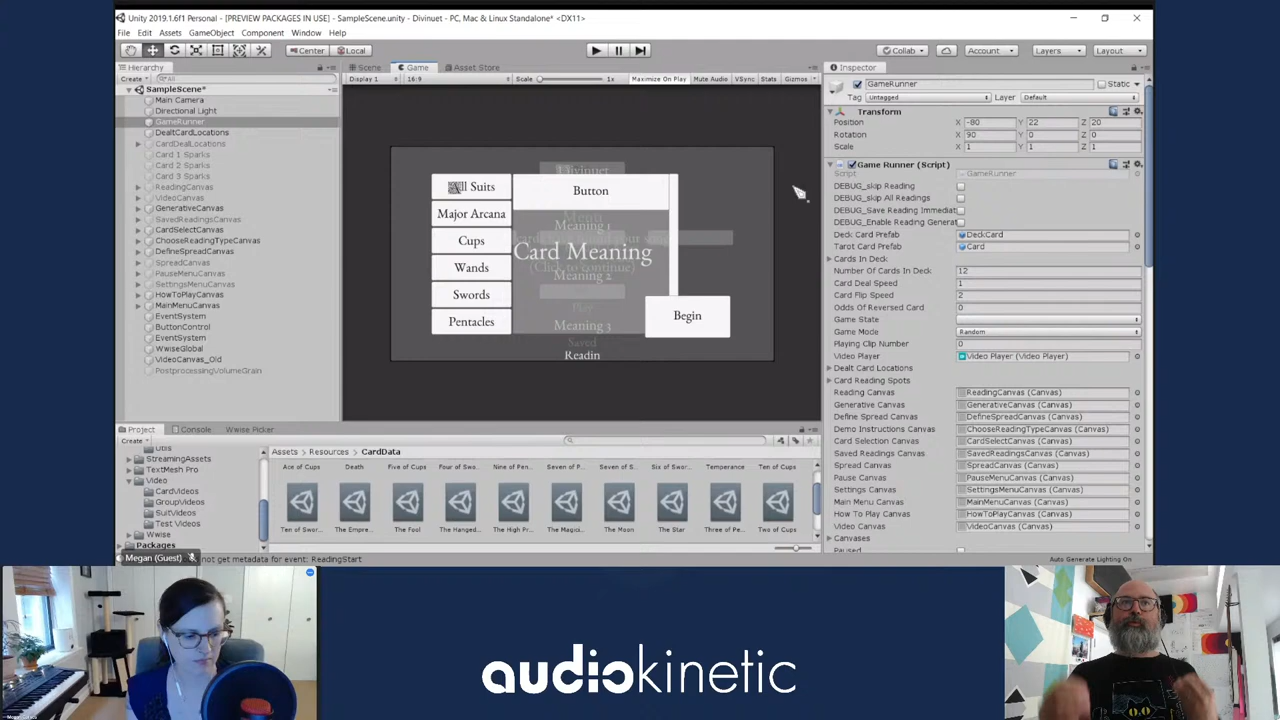 Unity 2019.1.6f1 Personal - [PREVIEW PACKAGES IN USE] - SampleScene.unity - Divinuet - PC, Mac & Linux Standalone* <DX11>
File Edit Assets GameObject Component Window Help
Center Local Collab Account Layers Layout
Hierarchy
Create
SampleScene*
Main Camera
Directional Light
GameRunner
DealtCardLocations
CardDealLocations
Card 1 Sparks
Card 2 Sparks
Card 3 Sparks
ReadingCanvas
VideoCanvas
GenerativeCanvas
SavedReadingsCanvas
CardSelectCanvas
ChooseReadingTypeCanvas
DefineSpreadCanvas
SpreadCanvas
PauseMenuCanvas
SettingsMenuCanvas
HowToPlayCanvas
MainMenuCanvas
EventSystem
ButtonControl
EventSystem
WwiseGlobal
VideoCanvas_Old
PostprocessingVolumeGrain
Scene Game Asset Store
Display 1 16:9 Scale 1x Maximize On Play Mute Audio VSync Stats Gizmos
Divinuet
All Suits
Major Arcana
Cups
Wands
Swords
Pentacles
Button
Menu
Meaning 1
Card Meaning
(Click to continue)
Meaning 2
Play
Meaning 3
Saved
Readin
Begin
Inspector
GameRunner Static
Tag Untagged Layer Default
Transform
Position X -80 Y 22 Z 20
Rotation X 90 Y 0 Z 0
Scale X 1 Y 1 Z 1
Game Runner (Script)
Script GameRunner
DEBUG_skip Reading
DEBUG_skip All Readings
DEBUG_Save Reading Immediat
DEBUG_Enable Reading Generat
Deck Card Prefab DeckCard
Tarot Card Prefab Card
Cards In Deck
Number Of Cards In Deck 12
Card Deal Speed 1
Card Flip Speed 2
Odds Of Reversed Card 0
Game State
Game Mode Random
Playing Clip Number 0
Video Player Video Player (Video Player)
Dealt Card Locations
Card Reading Spots
Reading Canvas ReadingCanvas (Canvas)
Generative Canvas GenerativeCanvas (Canvas)
Define Spread Canvas DefineSpreadCanvas (Canvas)
Demo Instructions Canvas ChooseReadingTypeCanvas (Canvas)
Card Selection Canvas CardSelectCanvas (Canvas)
Saved Readings Canvas SavedReadingsCanvas (Canvas)
Spread Canvas SpreadCanvas (Canvas)
Pause Canvas PauseMenuCanvas (Canvas)
Settings Canvas SettingsMenuCanvas (Canvas)
Main Menu Canvas MainMenuCanvas (Canvas)
How To Play Canvas HowToPlayCanvas (Canvas)
Video Canvas VideoCanvas (Canvas)
Canvases
Paused
Auto Generate Lighting On
Project Console Wwise Picker
Create
Utils
StreamingAssets
TextMesh Pro
Video
CardVideos
GroupVideos
SuitVideos
Test Videos
Wwise
Packages
Assets Resources CardData
Ace of Cups Death Five of Cups Four of Swo... Nine of Pen... Seven of P... Seven of S... Six of Swor... Temperance Ten of Cups
Ten of Swor... The Empre... The Fool The Hanged... The High Pr... The Magici... The Moon The Star Three of Pe... Two of Cups
Megan (Guest) not get metadata for event: ReadingStart
audiokinetic